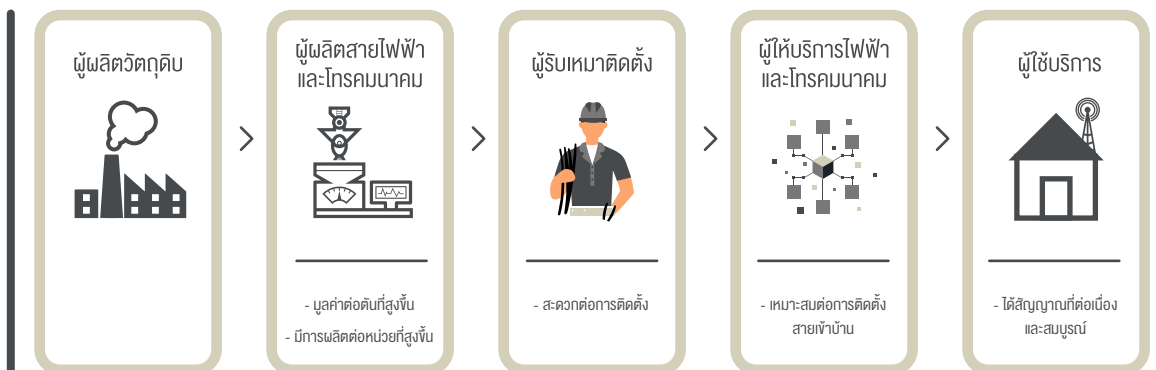 ผู้ผลิตวัตถุดิบ
ผู้ผลิตสายไฟฟ้า
และโทรคมนาคม
- มูลค่าต่อตันที่สูงขึ้น
- มีการผลิตต่อหน่วยที่สูงขึ้น
ผู้รับเหมาติดตั้ง
- สะดวกต่อการติดตั้ง
ผู้ให้บริการไฟฟ้า
และโทรคมนาคม
- เหมาะสมต่อการติดตั้ง
สายเข้าบ้าน
ผู้ใช้บริการ
- ได้สัญญาณที่ต่อเนื่อง
และสมบูรณ์